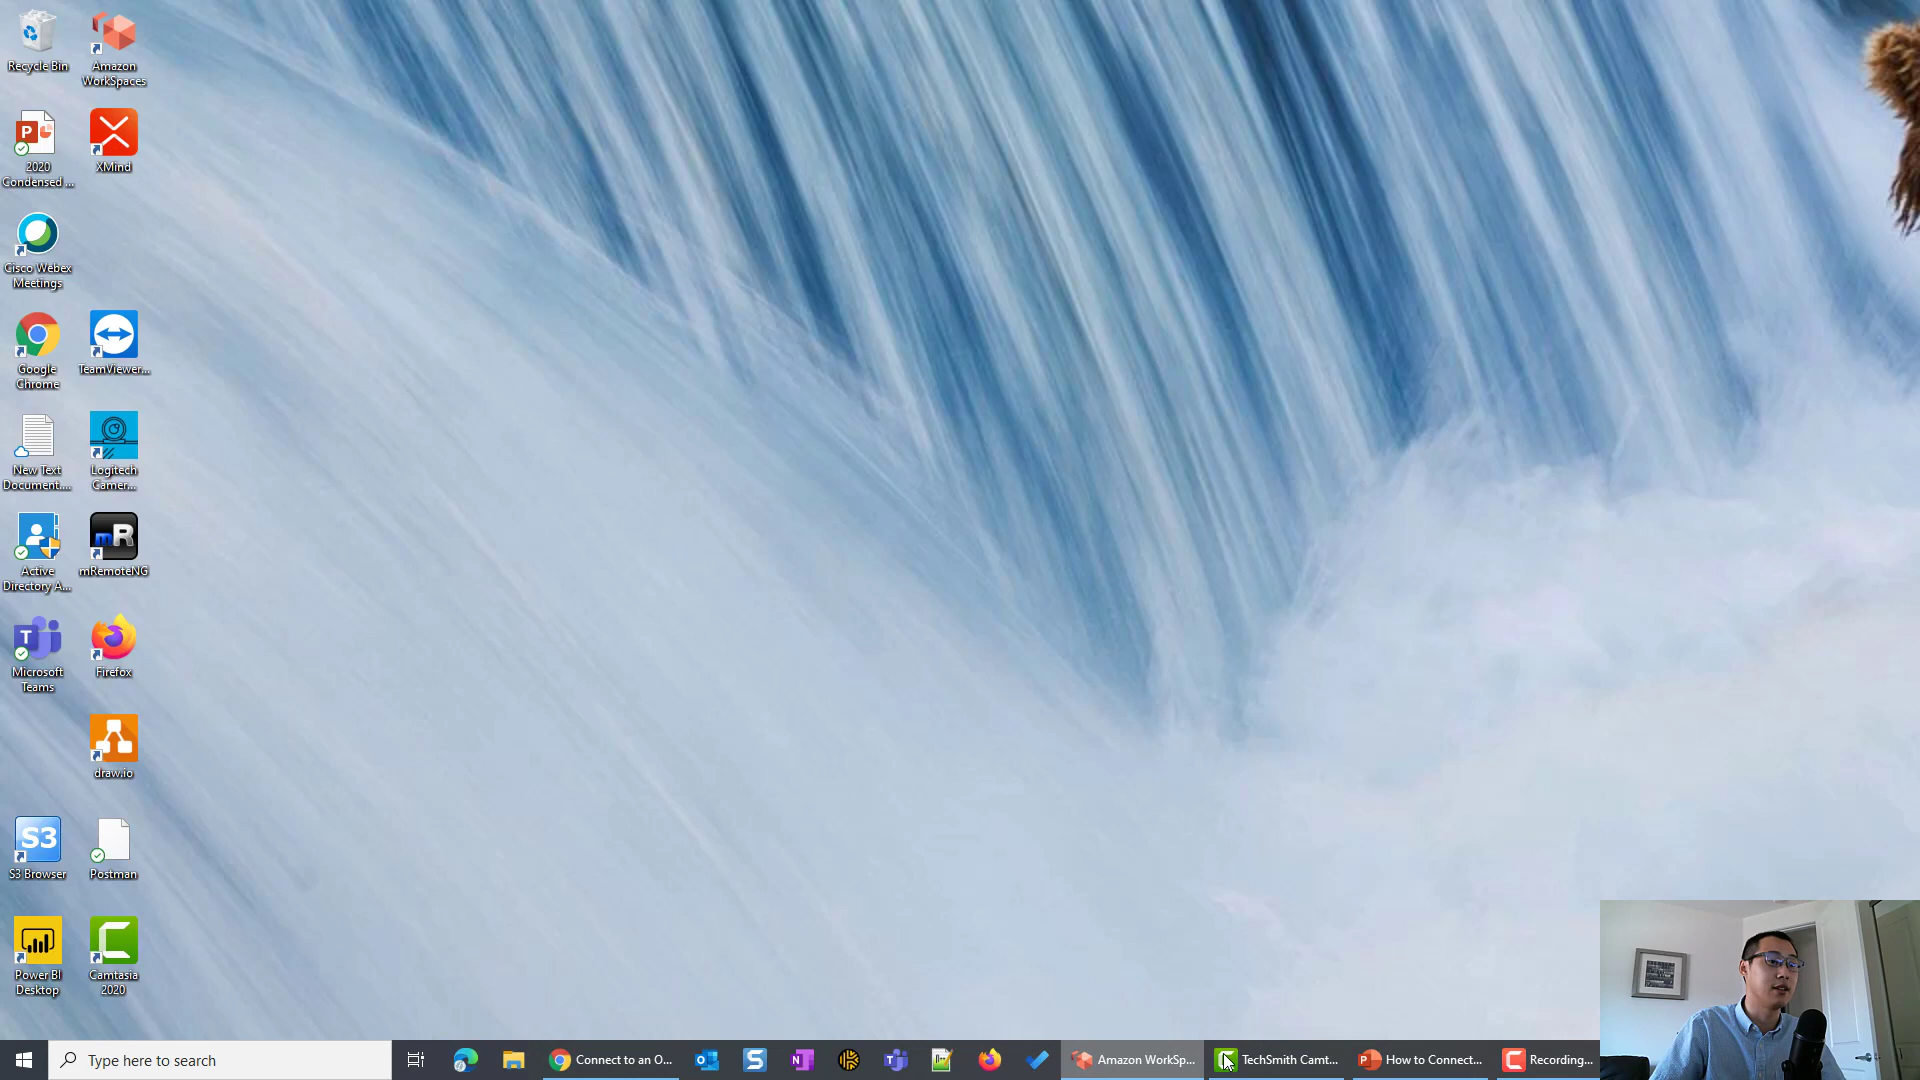 Recycle Bin
Amazon
WorkSpaces
2020
Condensed ...
XMind
Cisco Webex
Meetings
Google
Chrome
TeamViewer...
New Text
Document....
Logitech
Camer...
Active
Directory A...
mR
mRemoteNG
Microsoft
Teams
Firefox
draw.io
S3
S3 Browser
Postman
Power BI
Desktop
Camtasia
2020
Type here to search
Connect to an O...
Amazon WorkSp...
TechSmith Camt...
How to Connect...
Recording...